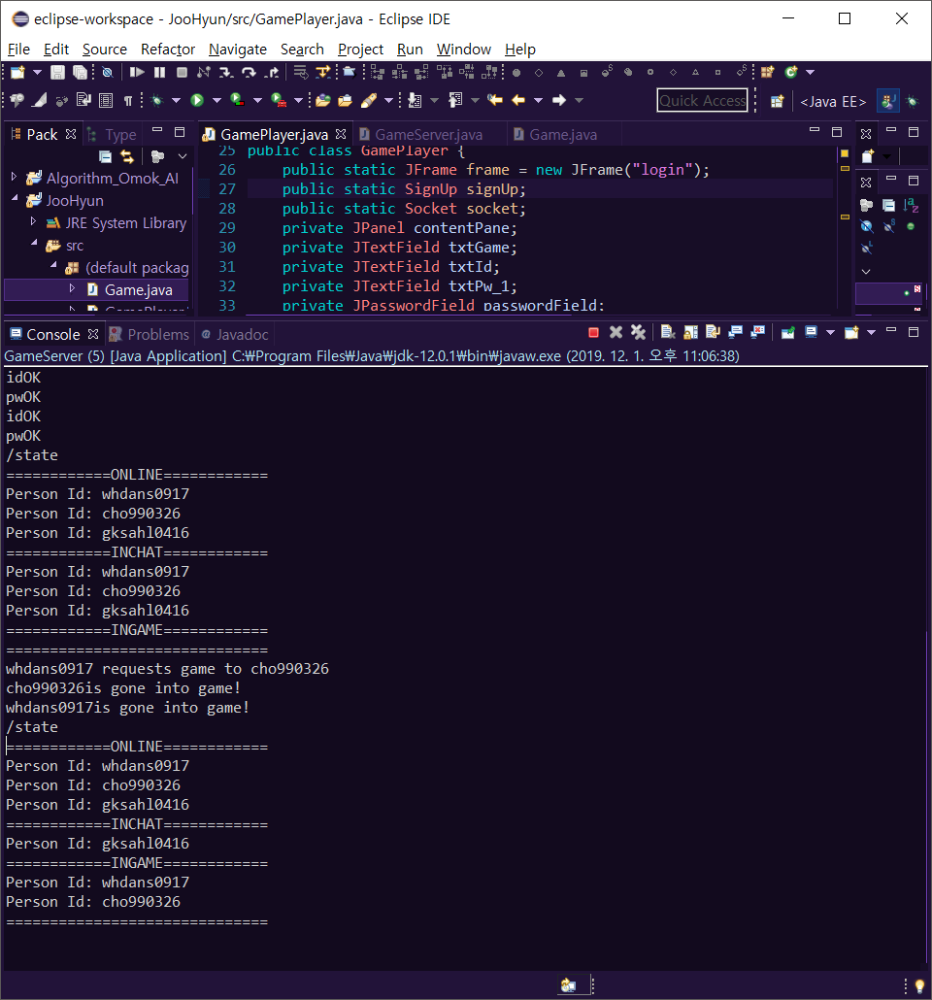 eclipse-workspace - JooHyun/src/GamePlayer.java - Eclipse IDE
File Edit Source Refactor Navigate Search Project Run Window Help
Quick Access
<Java EE>
Pack Type
GamePlayer.java GameServer.java Game.java
Algorithm_Omok_AI
JooHyun
JRE System Library
src
(default packag
Game.java
25 public class GamePlayer {
26 public static JFrame frame = new JFrame("login");
27 public static SignUp signUp;
28 public static Socket socket;
29 private JPanel contentPane;
30 private JTextField txtGame;
31 private JTextField txtId;
32 private JTextField txtPw_1;
33 private JPasswordField passwordField;
Console Problems Javadoc
GameServer (5) [Java Application] C:₩Program Files₩Java₩jdk-12.0.1₩bin₩javaw.exe (2019. 12. 1. 오후 11:06:38)
idOK
pwOK
idOK
pwOK
/state
============ONLINE============
Person Id: whdans0917
Person Id: cho990326
Person Id: gksahl0416
============INCHAT============
Person Id: whdans0917
Person Id: cho990326
Person Id: gksahl0416
============INGAME============
==============================
whdans0917 requests game to cho990326
cho990326is gone into game!
whdans0917is gone into game!
/state
============ONLINE============
Person Id: whdans0917
Person Id: cho990326
Person Id: gksahl0416
============INCHAT============
Person Id: gksahl0416
============INGAME============
Person Id: whdans0917
Person Id: cho990326
==============================